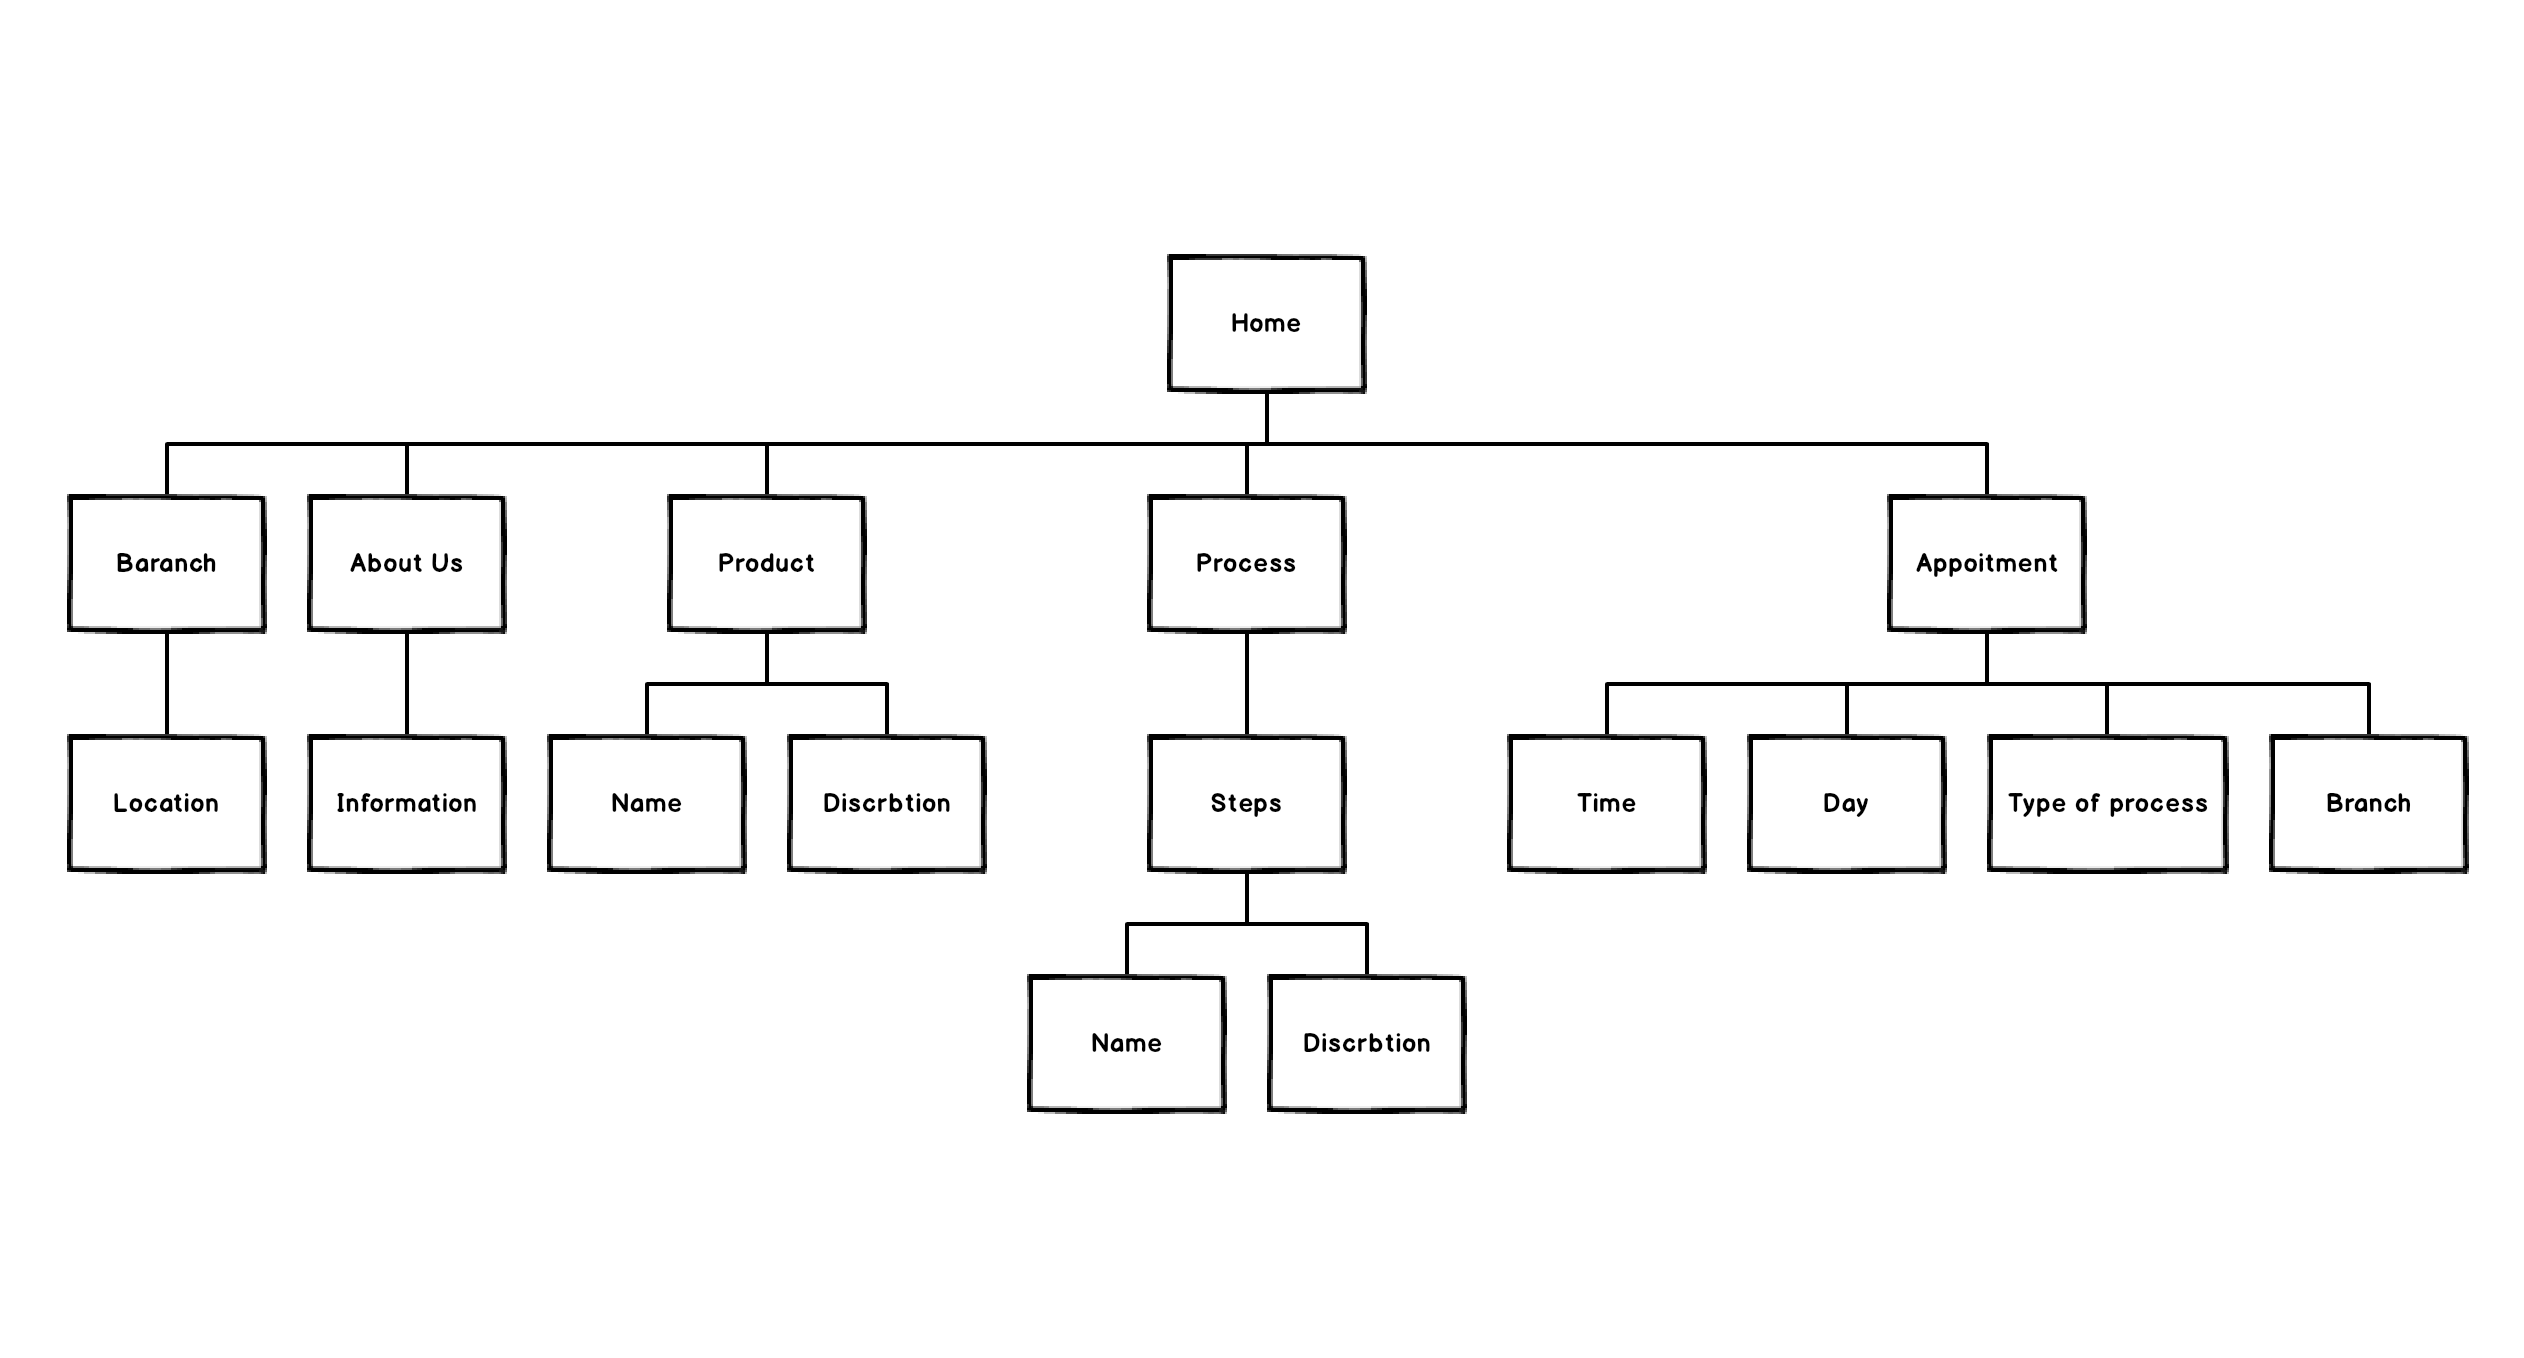 Home
Baranch
About Us
Product
Process
Appoitment
Location
Information
Name
Discrbtion
Steps
Time
Day
Type of process
Branch
Name
Discrbtion